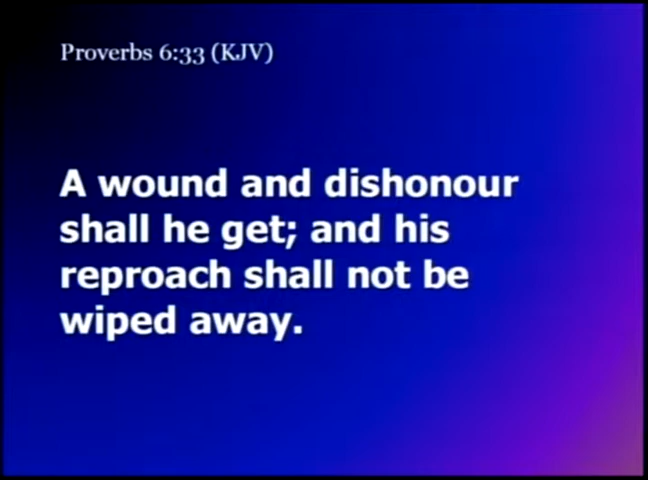 Proverbs 6:33 (KJV)
A wound and dishonour
shall he get; and his
reproach shall not be
wiped away.